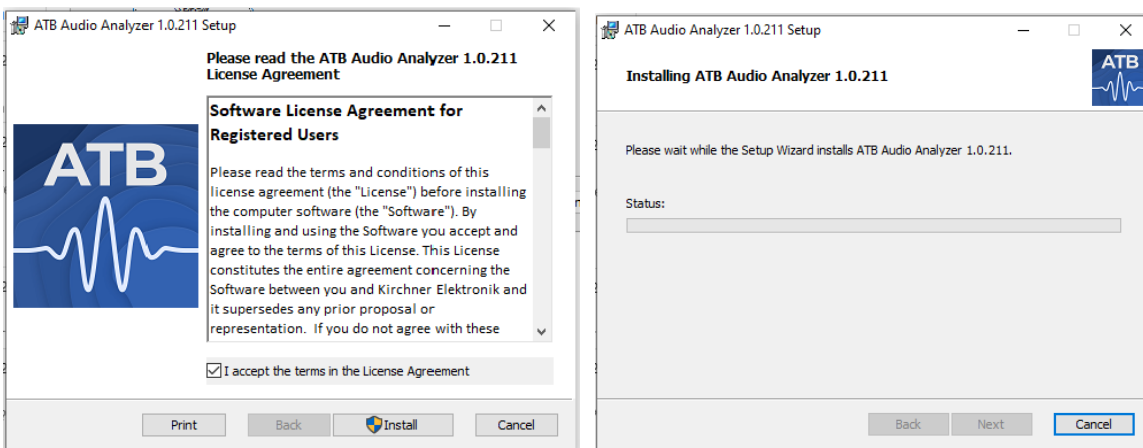 ATB Audio Analyzer 1.0.211 Setup
Please read the ATB Audio Analyzer 1.0.211
License Agreement
ATB
Software License Agreement for
Registered Users
Please read the terms and conditions of this
license agreement (the "License") before installing
the computer software (the "Software"). By
installing and using the Software you accept and
agree to the terms of this License. This License
constitutes the entire agreement concerning the
Software between you and Kirchner Elektronik and
it supersedes any prior proposal or
representation.  If you do not agree with these
I accept the terms in the License Agreement
Print Back Install Cancel
ATB Audio Analyzer 1.0.211 Setup
Installing ATB Audio Analyzer 1.0.211
ATB
Please wait while the Setup Wizard installs ATB Audio Analyzer 1.0.211.
Status:
Back Next Cancel